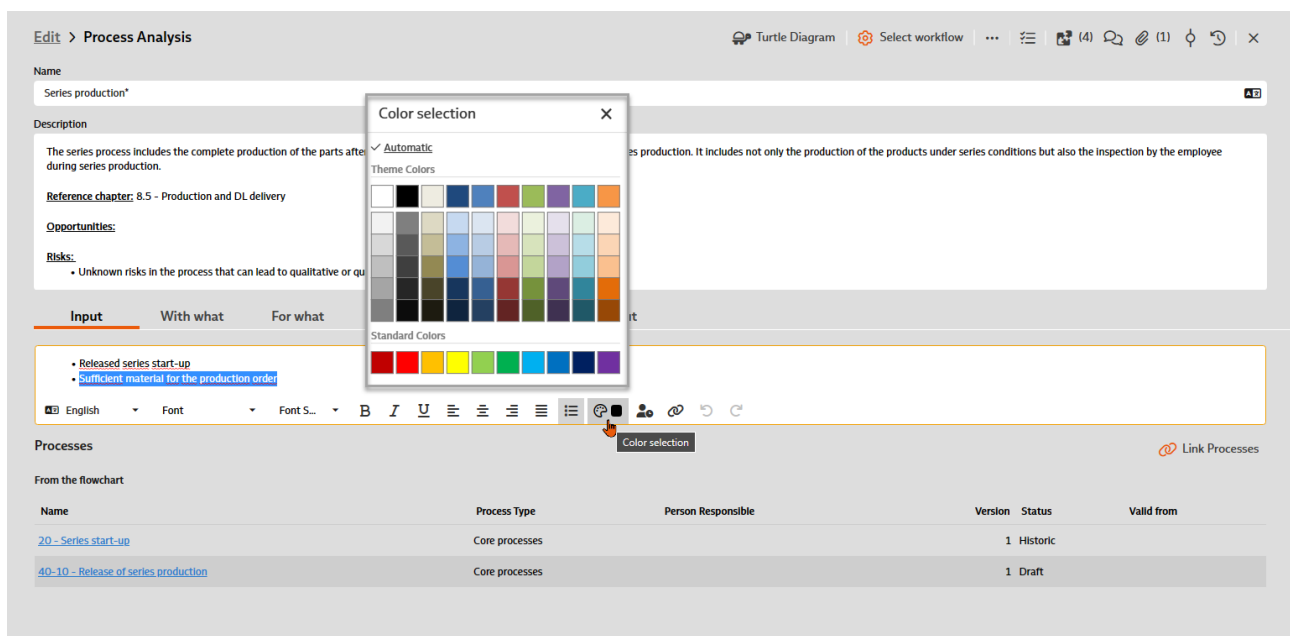 Edit > Process Analysis
Turtle Diagram
Select workflow
(4)
(1)
Name
Series production*
Description
The series process includes the complete production of the parts afte
es production. It includes not only the production of the products under series conditions but also the inspection by the employee
during series production.
Reference chapter: 8.5 - Production and DL delivery
Opportunities:
Risks:
• Unknown risks in the process that can lead to qualitative or qu
Color selection
Automatic
Theme Colors
Standard Colors
Input
With what
For what
• Released series start-up
• Sufficient material for the production order
English
Font
Font S...
B I U
Color selection
Processes
Link Processes
From the flowchart
Name Process Type Person Responsible Version Status Valid from
20 - Series start-up Core processes 1 Historic
40-10 - Release of series production Core processes 1 Draft